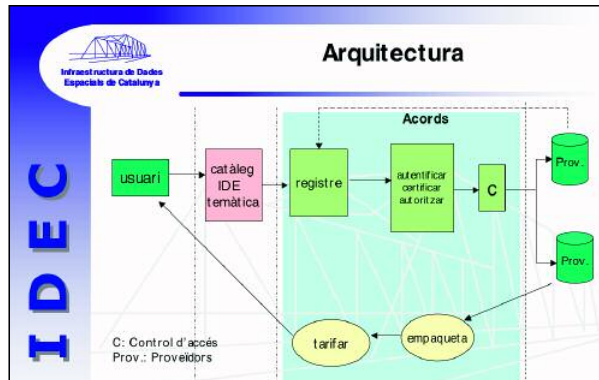 Infraestructura de Dades
Espacials de Catalunya
Arquitectura
IDEC
Acords
usuari
catàleg
IDE
temàtica
registre
autentificar
certificar
autoritzar
C
Prov.
Prov.
tarifar
empaqueta
C: Control d'accés
Prov.: Proveïdors